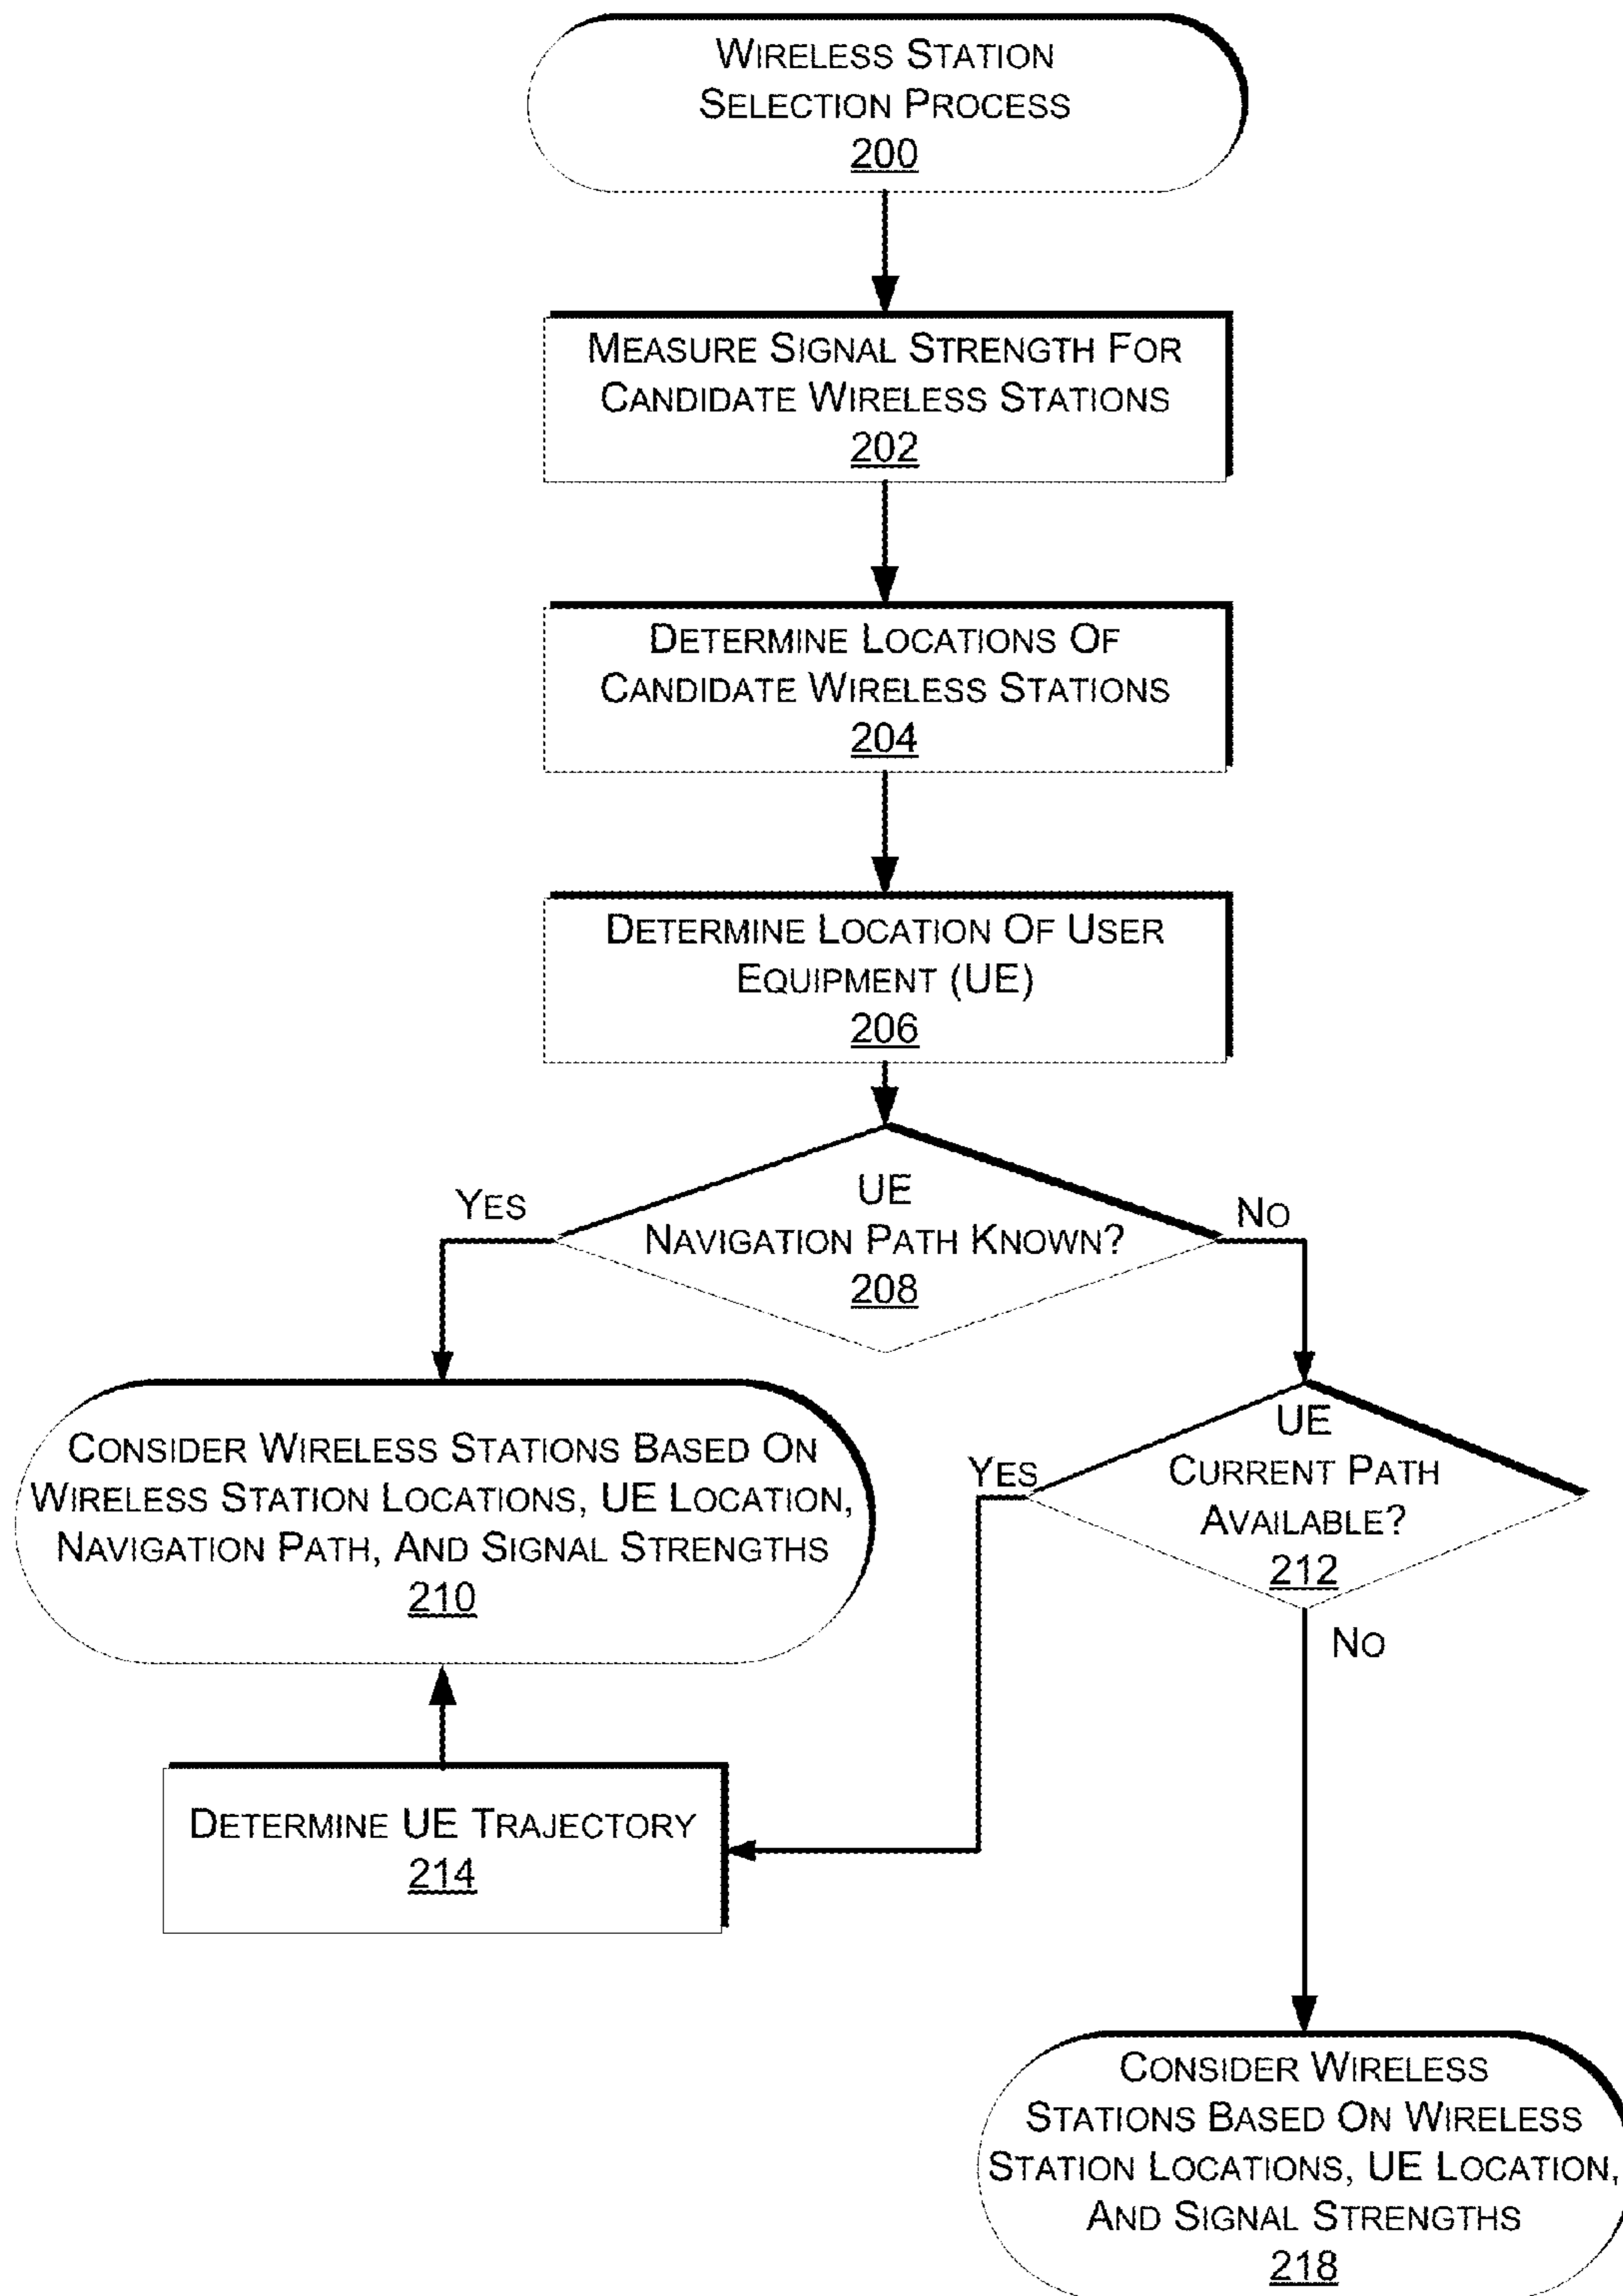 WIRELESS STATION
SELECTION PROCESS
200
MEASURE SIGNAL STRENGTH FOR
CANDIDATE WIRELESS STATIONS
202
DETERMINE LOCATIONS OF
CANDIDATE WIRELESS STATIONS
204
DETERMINE LOCATION OF USER
EQUIPMENT (UE)
206
UE
NAVIGATION PATH KNOWN?
208
YES
NO
CONSIDER WIRELESS STATIONS BASED ON
WIRELESS STATION LOCATIONS, UE LOCATION,
NAVIGATION PATH, AND SIGNAL STRENGTHS
210
UE
CURRENT PATH
AVAILABLE?
212
YES
NO
DETERMINE UE TRAJECTORY
214
CONSIDER WIRELESS
STATIONS BASED ON WIRELESS
STATION LOCATIONS, UE LOCATION,
AND SIGNAL STRENGTHS
218